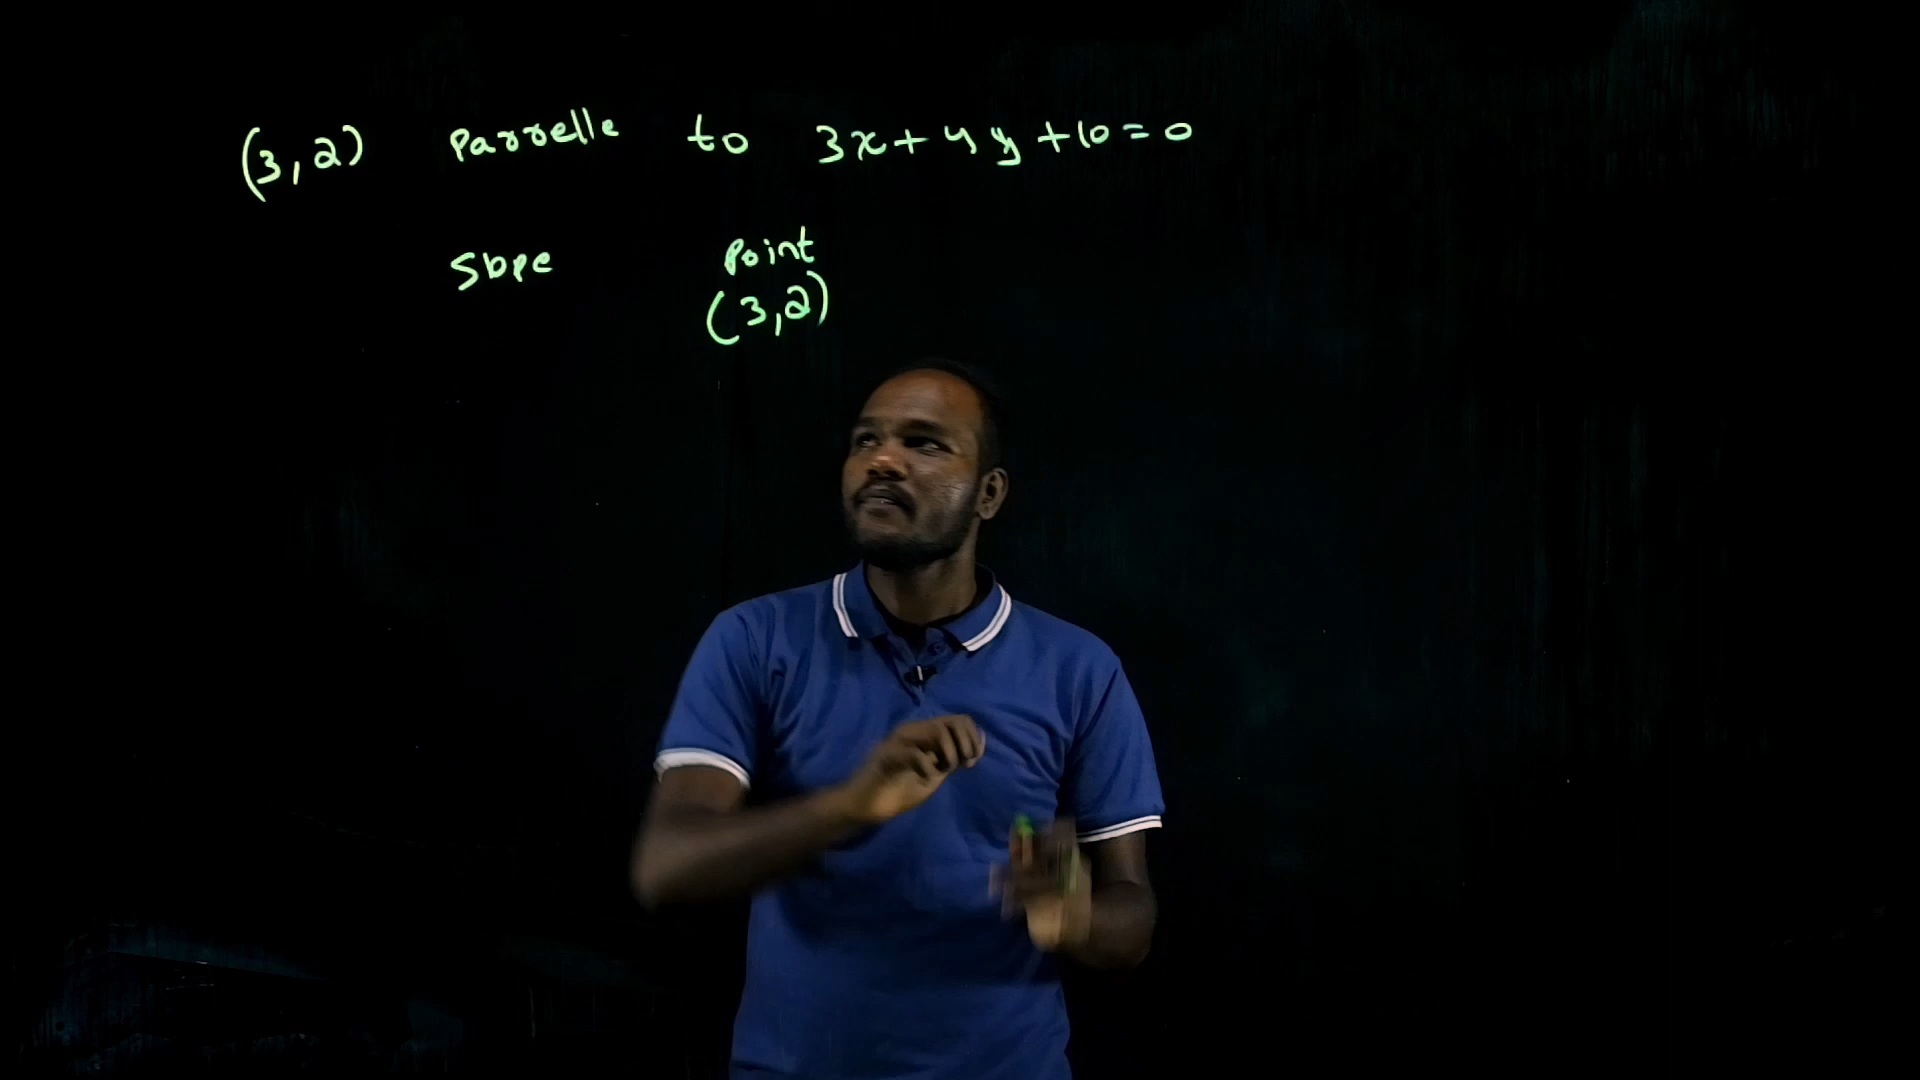 (3,2) Parrelle to 3x+4y+10=0
Slope Point
(3,2)